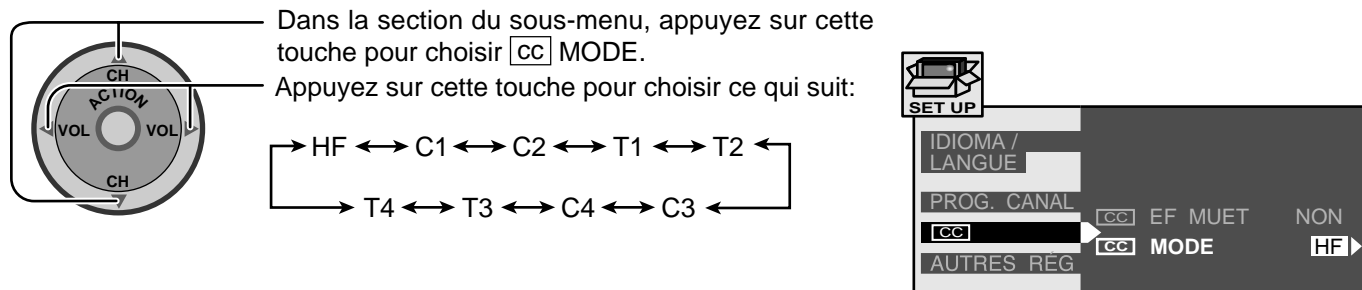 Dans la section du sous-menu, appuyez sur cette
touche pour choisir CC MODE.
Appuyez sur cette touche pour choisir ce qui suit:
CH
ACTION
VOL VOL
CH
HF C1 C2 T1 T2
T4 T3 C4 C3
SET UP
IDIOMA /
LANGUE
PROG. CANAL
CC
AUTRES RÉG
CC EF MUET NON
CC MODE HF